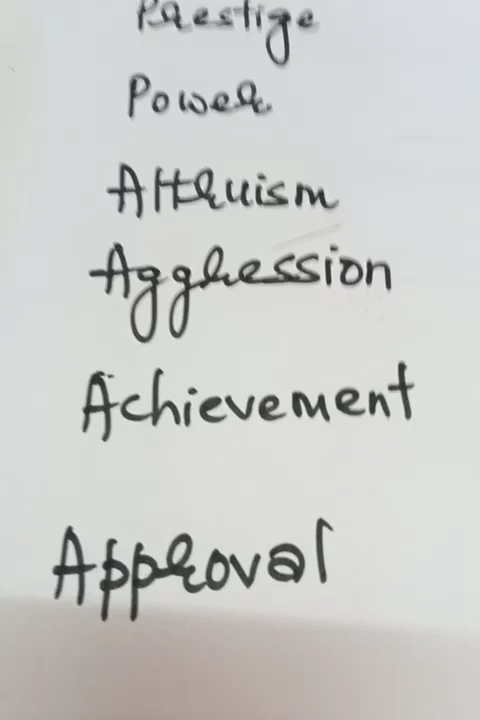 Prestige
Power
Altruism
Aggression
Achievement
Approval